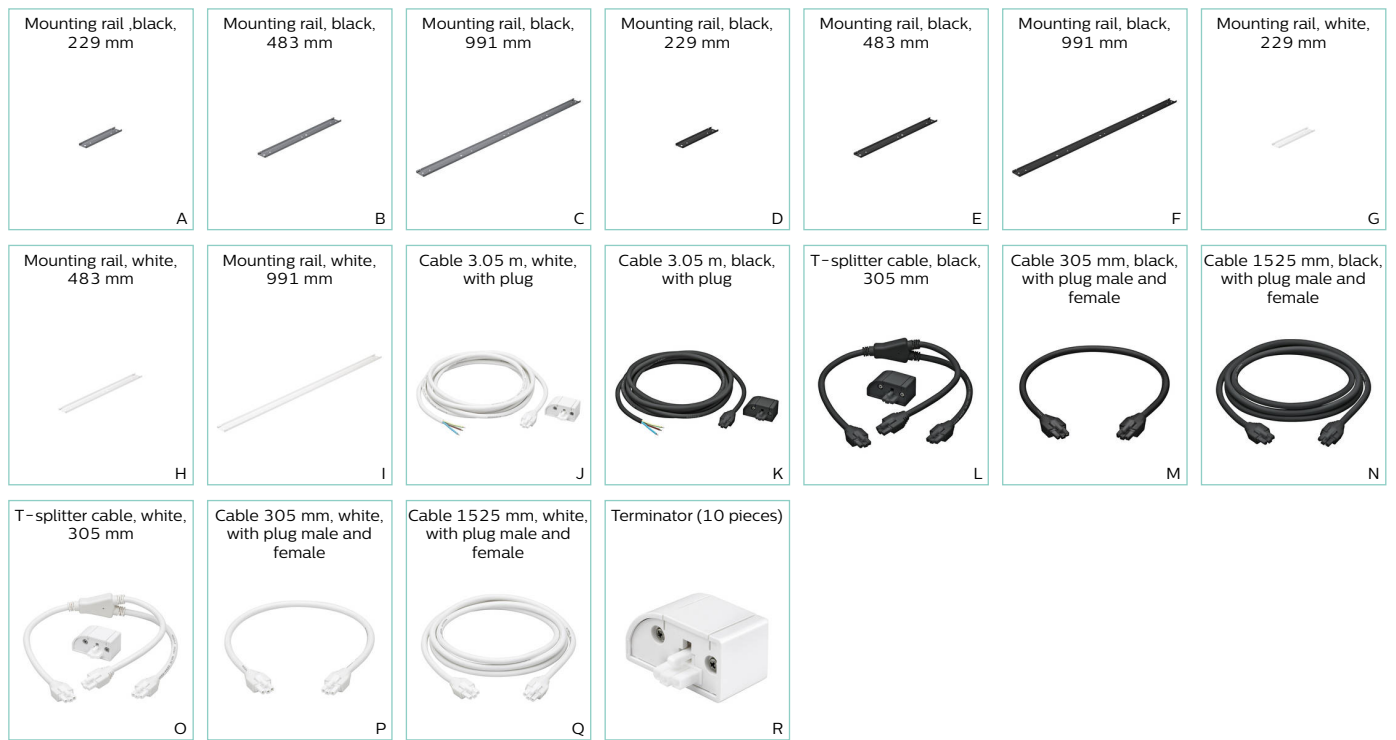 Mounting rail ,black,
229 mm
A
Mounting rail, black,
483 mm
B
Mounting rail, black,
991 mm
C
Mounting rail, black,
229 mm
D
Mounting rail, black,
483 mm
E
Mounting rail, black,
991 mm
F
Mounting rail, white,
229 mm
G
Mounting rail, white,
483 mm
H
Mounting rail, white,
991 mm
I
Cable 3.05 m, white,
with plug
J
Cable 3.05 m, black,
with plug
K
T-splitter cable, black,
305 mm
L
Cable 305 mm, black,
with plug male and
female
M
Cable 1525 mm, black,
with plug male and
female
N
T-splitter cable, white,
305 mm
O
Cable 305 mm, white,
with plug male and
female
P
Cable 1525 mm, white,
with plug male and
female
Q
Terminator (10 pieces)
R